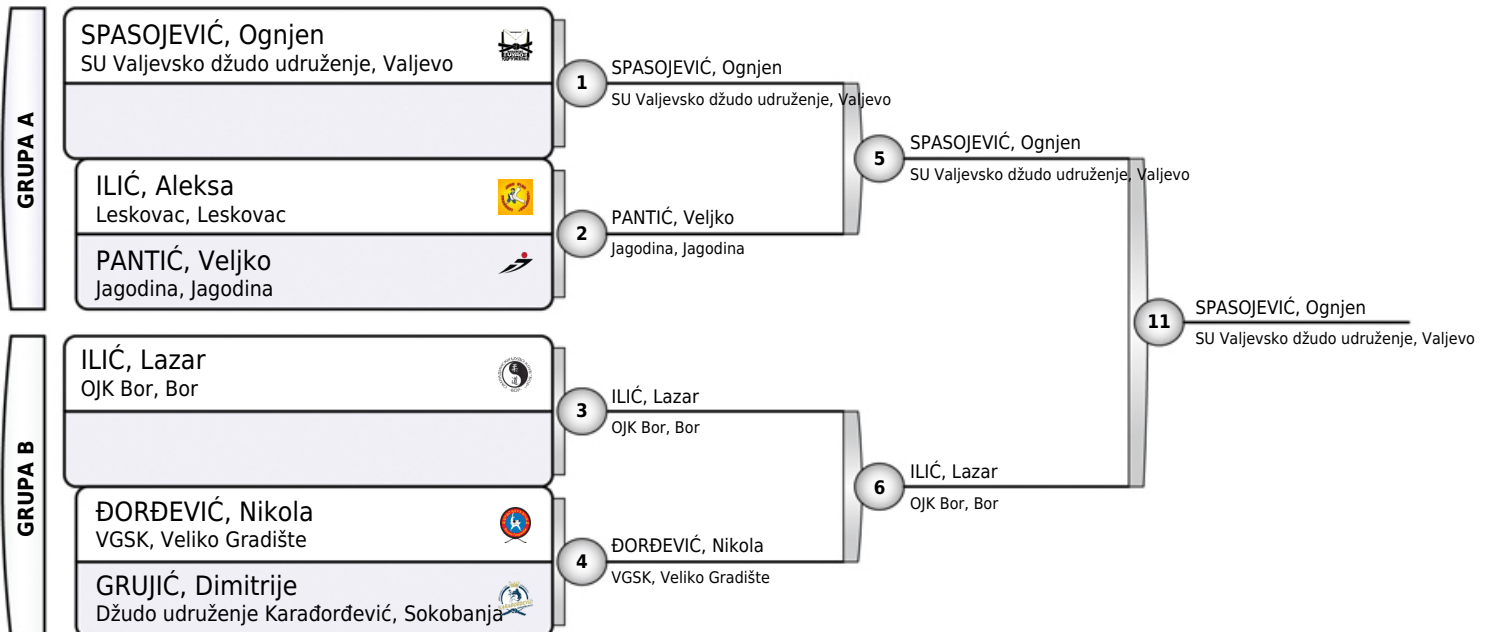 GRUPA A
SPASOJEVIĆ, Ognjen
SU Valjevsko džudo udruženje, Valjevo
ILIĆ, Aleksa
Leskovac, Leskovac
PANTIĆ, Veljko
Jagodina, Jagodina
1
SPASOJEVIĆ, Ognjen
SU Valjevsko džudo udruženje, Valjevo
2
PANTIĆ, Veljko
Jagodina, Jagodina
5
SPASOJEVIĆ, Ognjen
SU Valjevsko džudo udruženje, Valjevo
GRUPA B
ILIĆ, Lazar
OJK Bor, Bor
ĐORĐEVIĆ, Nikola
VGSK, Veliko Gradište
GRUJIĆ, Dimitrije
Džudo udruženje Karađorđević, Sokobanja
3
ILIĆ, Lazar
OJK Bor, Bor
4
ĐORĐEVIĆ, Nikola
VGSK, Veliko Gradište
6
ILIĆ, Lazar
OJK Bor, Bor
11
SPASOJEVIĆ, Ognjen
SU Valjevsko džudo udruženje, Valjevo